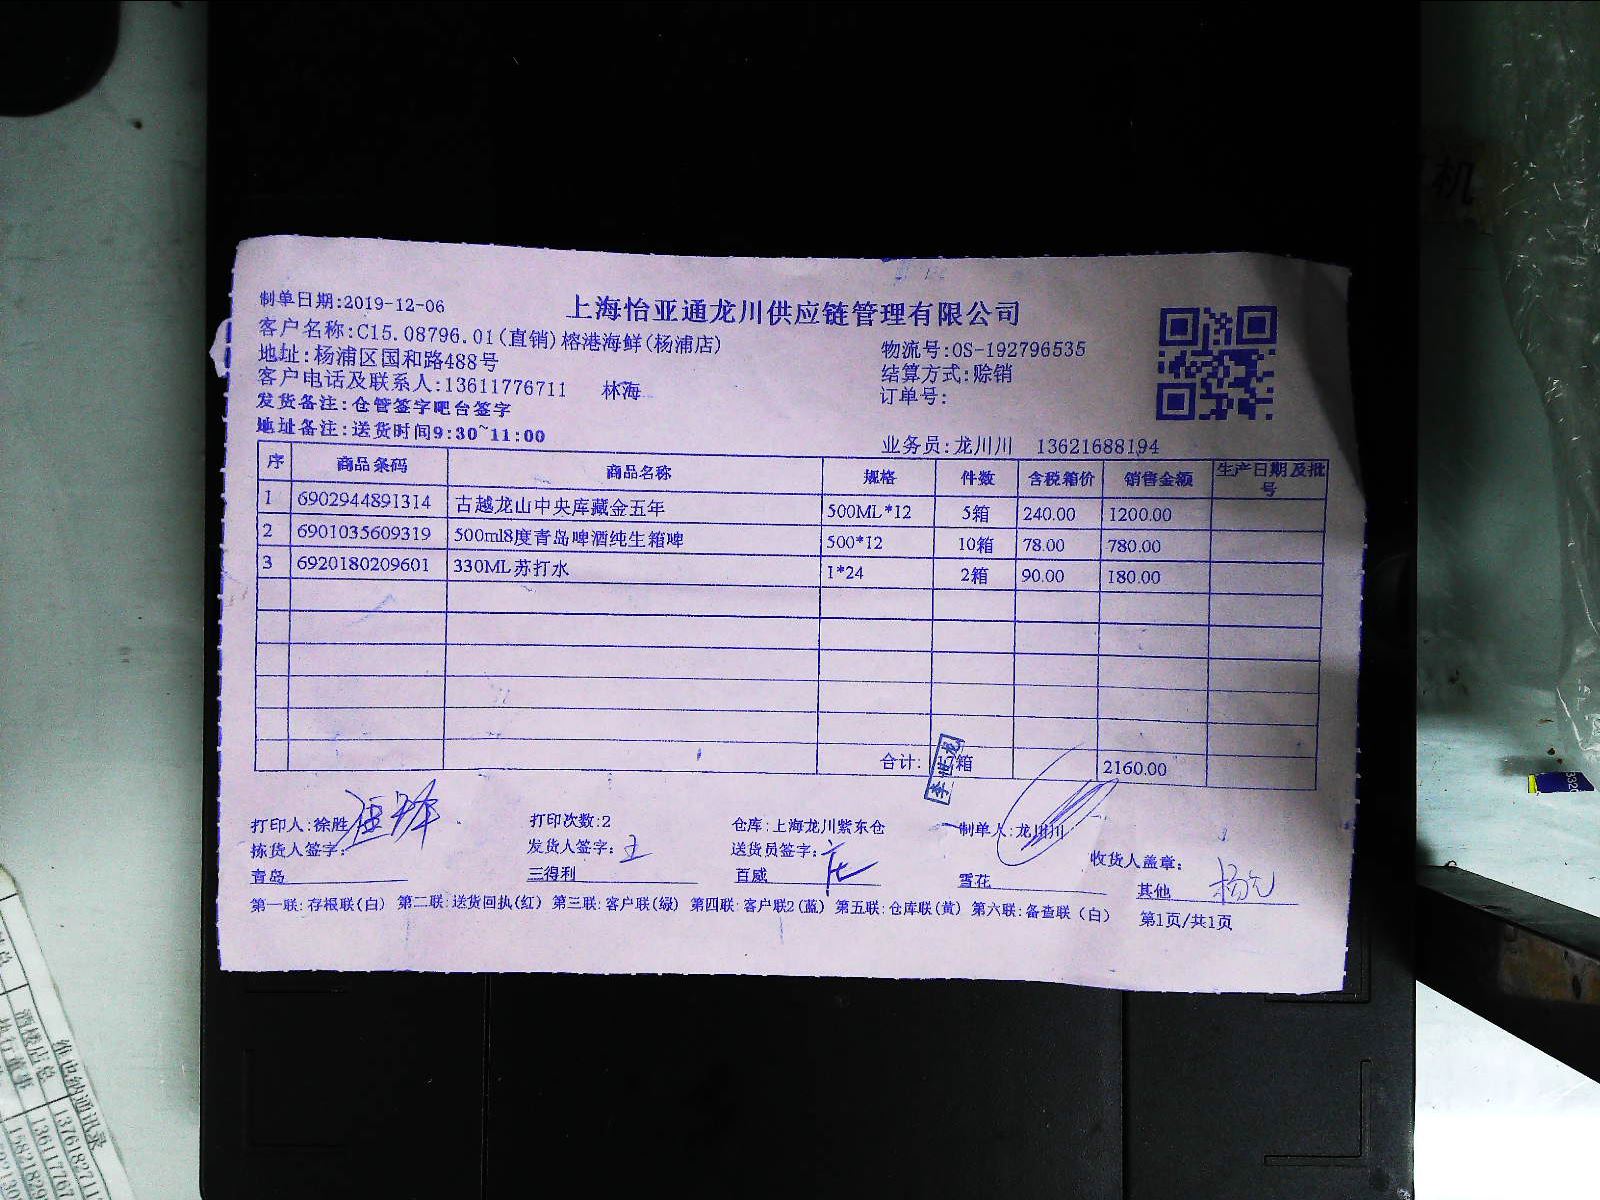 制单日期:2019-12-06
上海怡亚通龙川供应链管理有限公司
客户名称:C15.08796.01(直销)榕港海鲜(杨浦店)
物流号:OS-192796535
地址:杨浦区国和路488号
结算方式:赊销
客户电话及联系人:13611776711 林海
订单号:
发货备注:仓管签字吧台签字
地址备注:送货时间9:30~11:00
业务员:龙川川 13621688194
序 商品条码 商品名称 规格 件数 含税箱价 销售金额 生产日期及批号
1 6902944891314 古越龙山中央库藏金五年 500ML*12 5箱 240.00 1200.00
2 6901035609319 500ml8度青岛啤酒纯生箱啤 500*12 10箱 78.00 780.00
3 6920180209601 330ML苏打水 1*24 2箱 90.00 180.00
合计: 箱 2160.00
李世龙
打印人:徐胜 打印次数:2 仓库:上海龙川紫东仓 制单人:龙川川
拣货人签字: 发货人签字:王 送货员签字: 收货人盖章:
青岛 三得利 百威 雪花 其他
第一联:存根联(白) 第二联:送货回执(红) 第三联:客户联(绿) 第四联:客户联2(蓝) 第五联:仓库联(黄) 第六联:备查联(白) 第1页/共1页
机
维也纳通讯录
酒楼店总